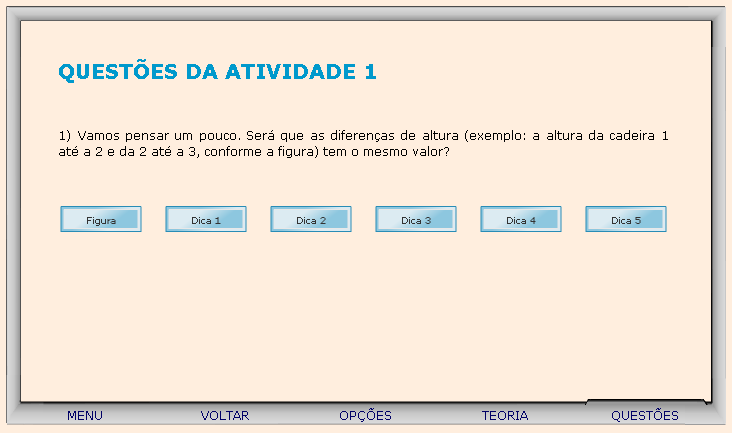 QUESTÕES DA ATIVIDADE 1
1) Vamos pensar um pouco. Será que as diferenças de altura (exemplo: a altura da cadeira 1
até a 2 e da 2 até a 3, conforme a figura) tem o mesmo valor?
Figura Dica 1 Dica 2 Dica 3 Dica 4 Dica 5
MENU VOLTAR OPÇÕES TEORIA QUESTÕES